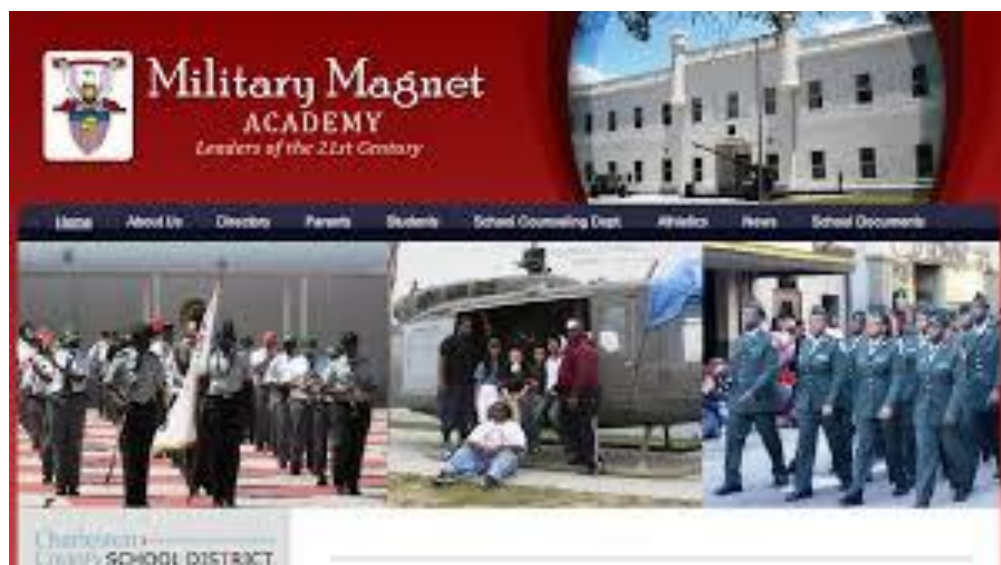 Military Magnet
ACADEMY
Leaders of the 21st Century
Home About Us Directory Parents Students School Counseling Dept. Athletics News School Documents
Charleston
County SCHOOL DISTRICT